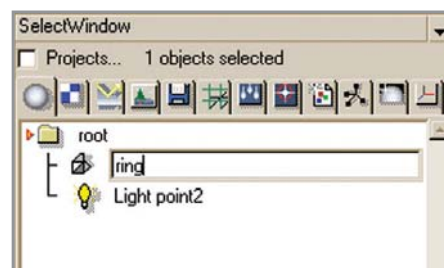 SelectWindow
Projects... 1 objects selected
root
ring
Light point2